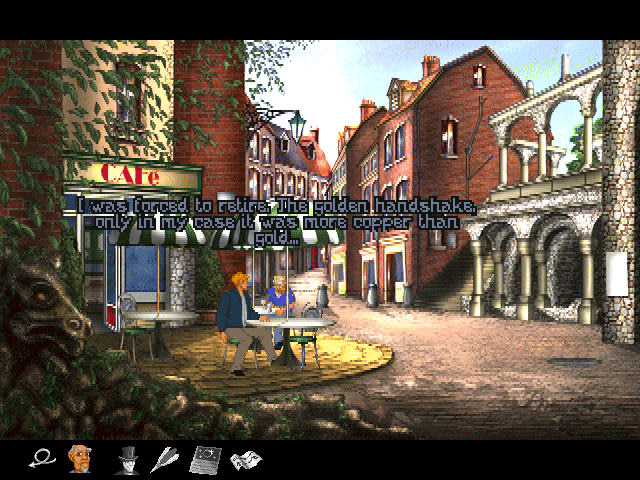 CAFe
I was forced to retire. The golden handshake,
only in my case it was more copper than
gold...